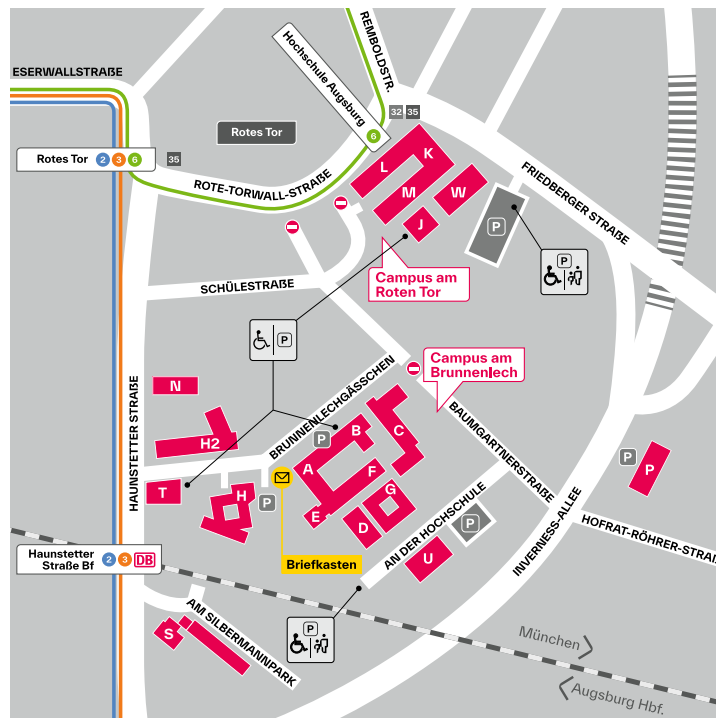 ESERWALLSTRAßE
REMBOLDSTR.
Hochschule Augsburg
6
32 35
Rotes Tor
Rotes Tor 2 3 6
35
ROTE-TORWALL-STRAßE
K
L
M
W
J
P
FRIEDBERGER STRAßE
P
Campus am
Roten Tor
SCHÜLESTRAßE
P
Campus am
Brunnenlech
HAUNSTETTER STRAßE
N
H2
BRUNNENLECHGÄSSCHEN
P
B
C
A
F
G
E
D
BAUMGARTNERSTRAßE
P
P
T
H
P
Briefkasten
AN DER HOCHSCHULE
P
U
INVERNESS-ALLEE
HOFRAT-RÖHRER-STRAß
Haunstetter
Straße Bf 2 3 DB
AM SILBERMANNPARK
S
P
München
Augsburg Hbf.